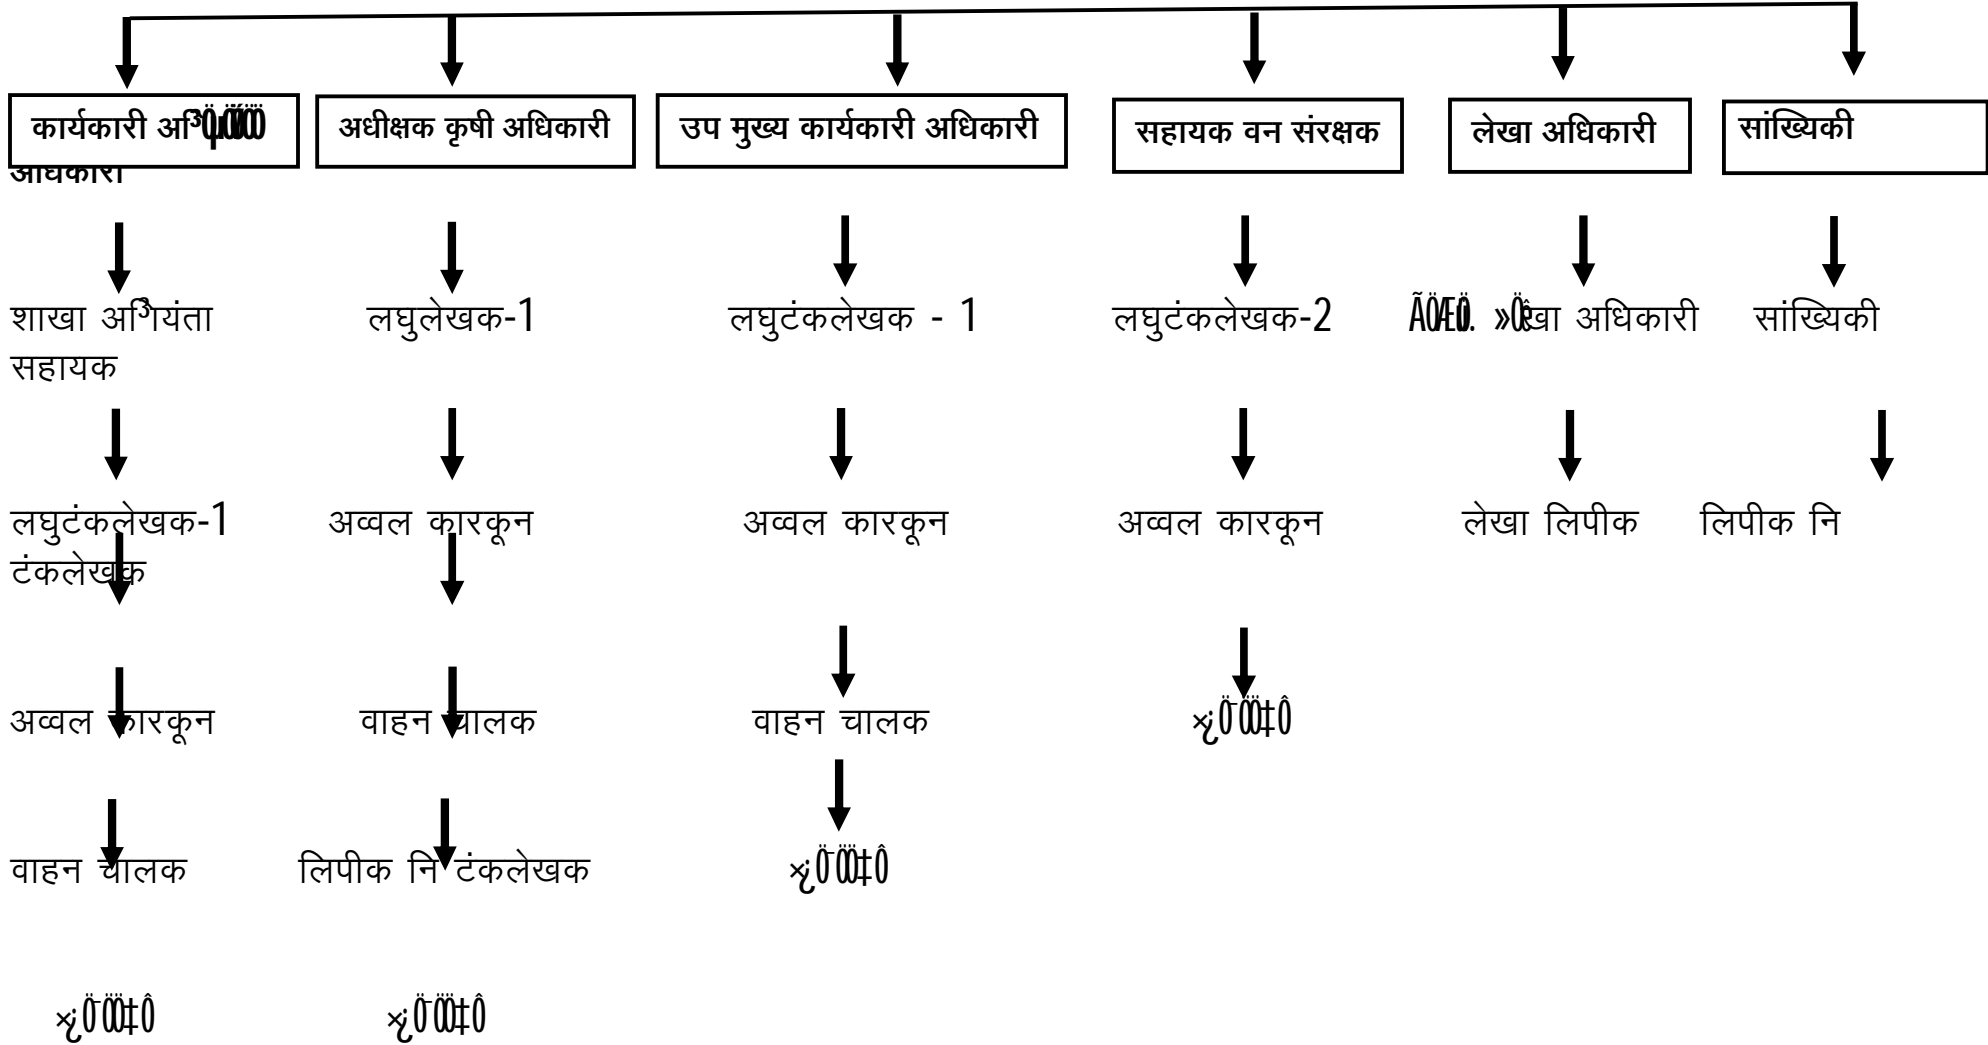 कार्यकारी
अधीक्षक कृषी अधिकारी
उप मुख्य कार्यकारी अधिकारी
सहायक वन संरक्षक
लेखा अधिकारी
सांख्यिकी
अधिकारी
शाखा
लघुलेखक-1
लघुटंकलेखक - 1
लघुटंकलेखक-2
अधिकारी
सांख्यिकी
सहायक
लघुटंकलेखक-1
अव्वल कारकून
अव्वल कारकून
अव्वल कारकून
लेखा लिपीक
लिपीक नि
टंकलेखक
अव्वल कारकून
वाहन चालक
वाहन चालक
वाहन चालक
लिपीक नि टंकलेखक